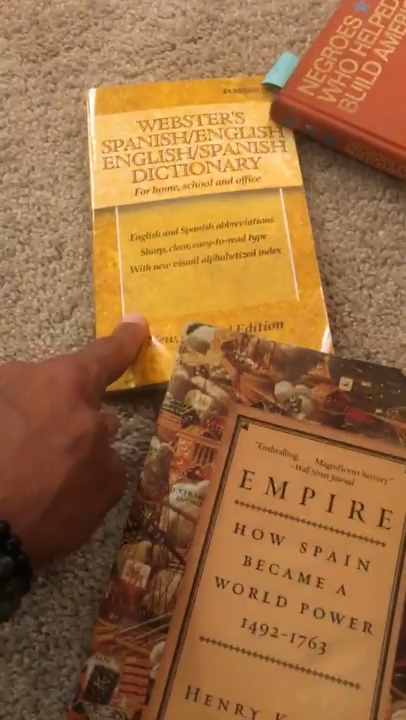 NEGROES
WHO HELPED
BUILD AMERI
WEBSTER'S
SPANISH/ENGLISH
ENGLISH/SPANISH
DICTIONARY
For home, school and office
English and Spanish abbreviations
Sharp, clear, easy-to-read type
With new visual alphabetized index
New, d Edition
"Enthralling. Magnificent history."
—Wall Street Journal
EMPIRE
HOW SPAIN
BECAME A
WORLD POWER
1492-1763
HENRY K